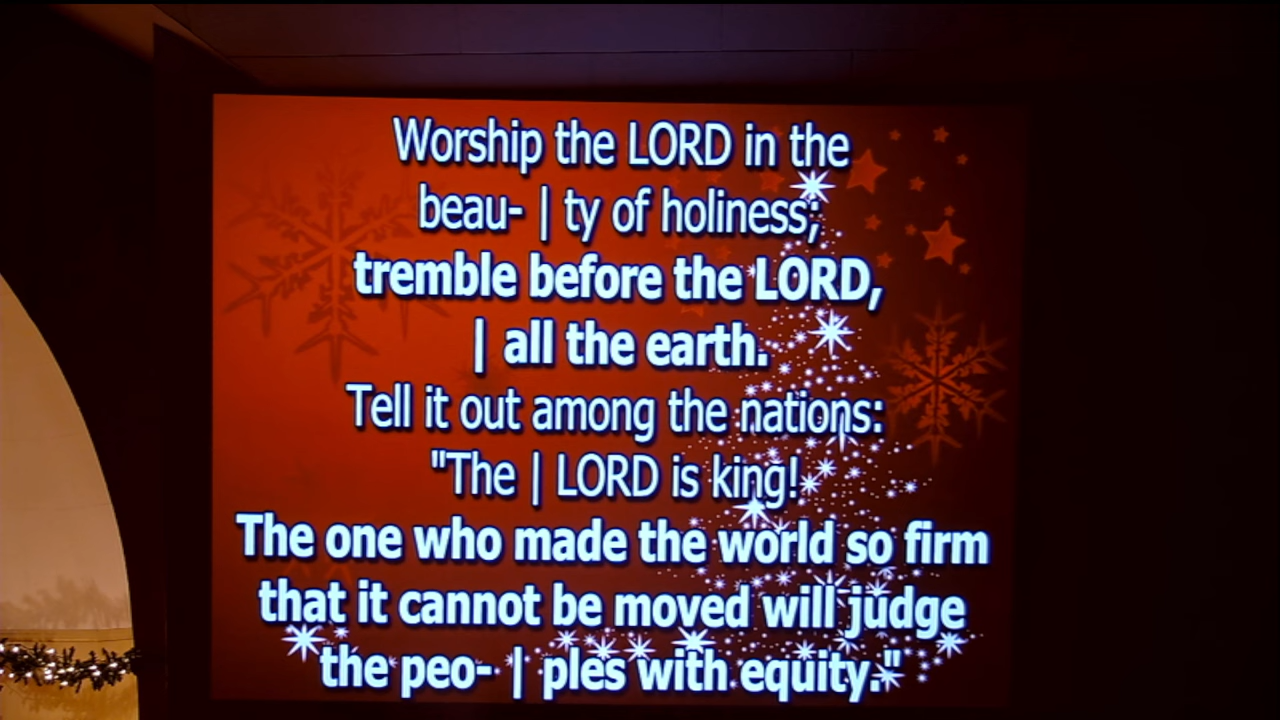 Worship the LORD in the
beau- | ty of holiness;
tremble before the LORD,
| all the earth.
Tell it out among the nations:
"The | LORD is king!
The one who made the world so firm
that it cannot be moved will judge
the peo- | ples with equity."